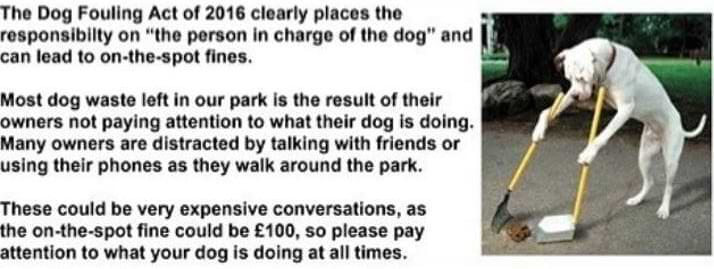 The Dog Fouling Act of 2016 clearly places the
responsibilty on "the person in charge of the dog" and
can lead to on-the-spot fines.
Most dog waste left in our park is the result of their
owners not paying attention to what their dog is doing.
Many owners are distracted by talking with friends or
using their phones as they walk around the park.
These could be very expensive conversations, as
the on-the-spot fine could be £100, so please pay
attention to what your dog is doing at all times.